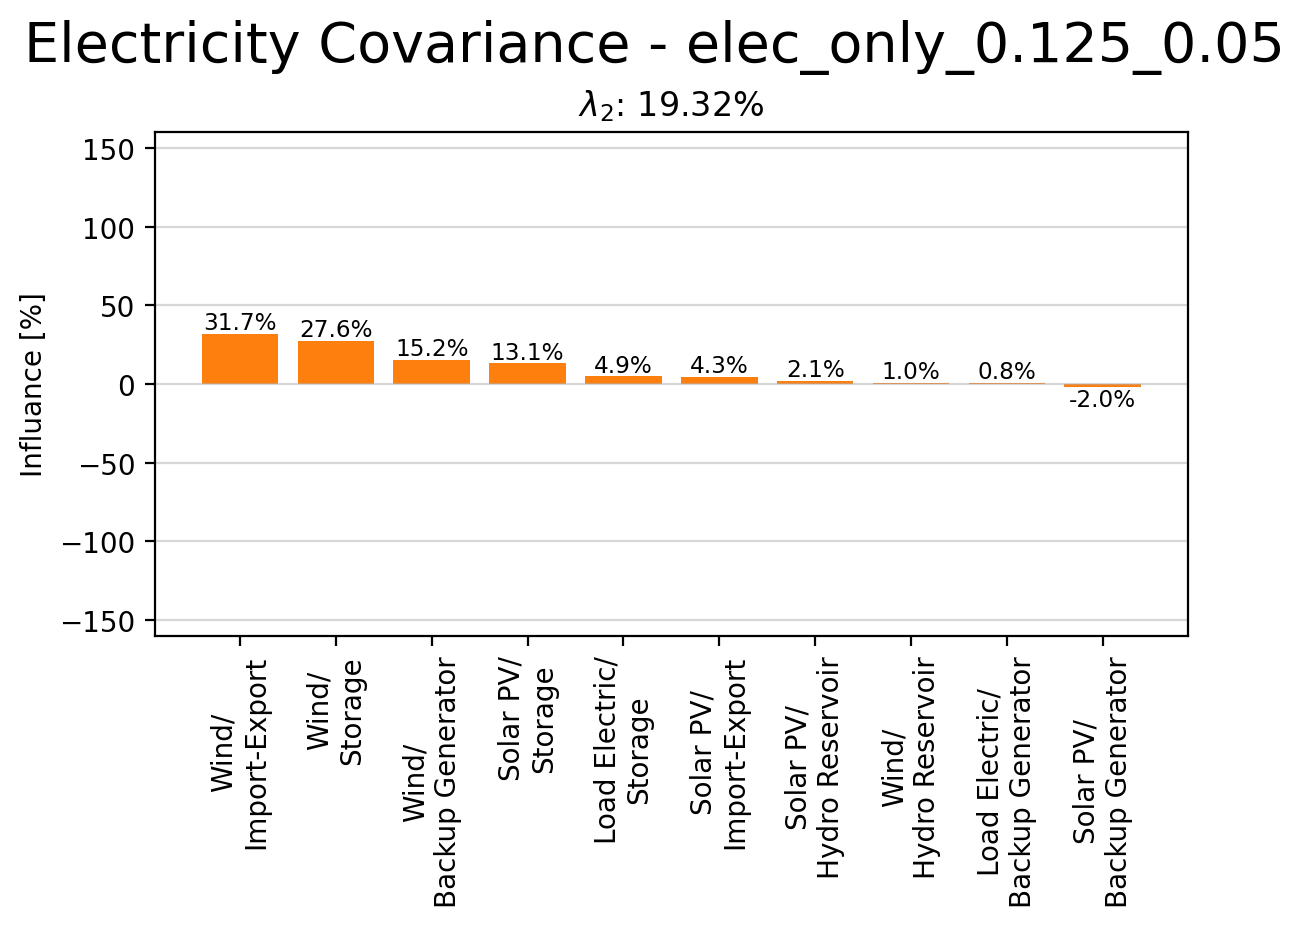 Electricity Covariance - elec_only_0.125_0.05
λ₂: 19.32%
150
100
50
0
−50
−100
−150
Influance [%]
31.7%
27.6%
15.2%
13.1%
4.9%
4.3%
2.1%
1.0%
0.8%
-2.0%
Wind/
Import-Export
Wind/
Storage
Wind/
Backup Generator
Solar PV/
Storage
Load Electric/
Storage
Solar PV/
Import-Export
Solar PV/
Hydro Reservoir
Wind/
Hydro Reservoir
Load Electric/
Backup Generator
Solar PV/
Backup Generator